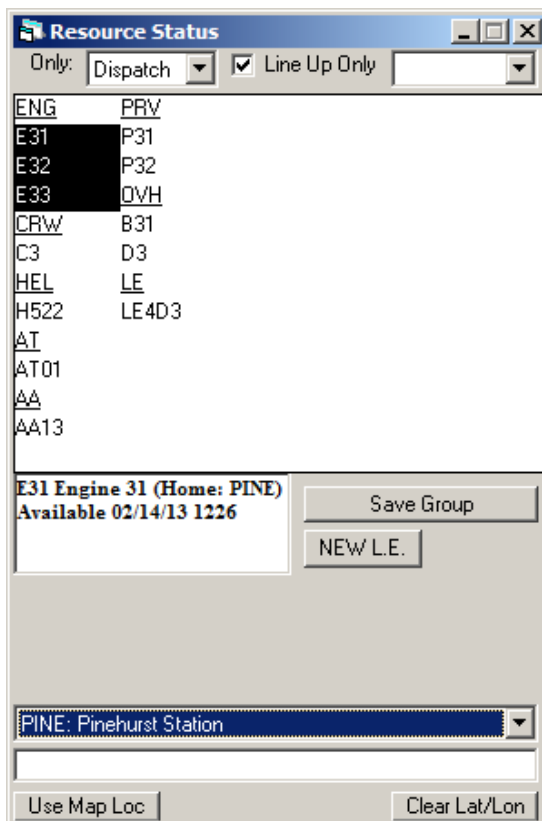 Resource Status
Only: Dispatch Line Up Only
ENG PRV
E31 P31
E32 P32
E33 OVH
CRW B31
C3 D3
HEL LE
H522 LE4D3
AT
AT01
AA
AA13
E31 Engine 31 (Home: PINE)
Available 02/14/13 1226
Save Group
NEW L.E.
PINE: Pinehurst Station
Use Map Loc Clear Lat/Lon